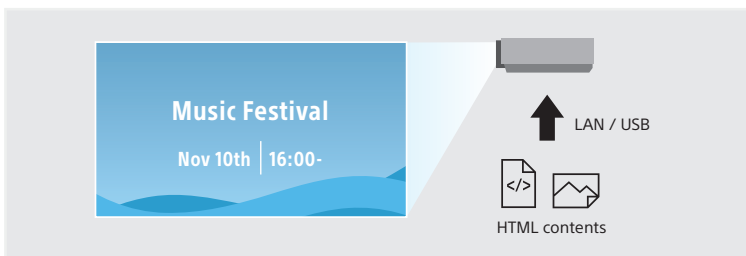 Music Festival
Nov 10th | 16:00-
LAN / USB
</>
HTML contents